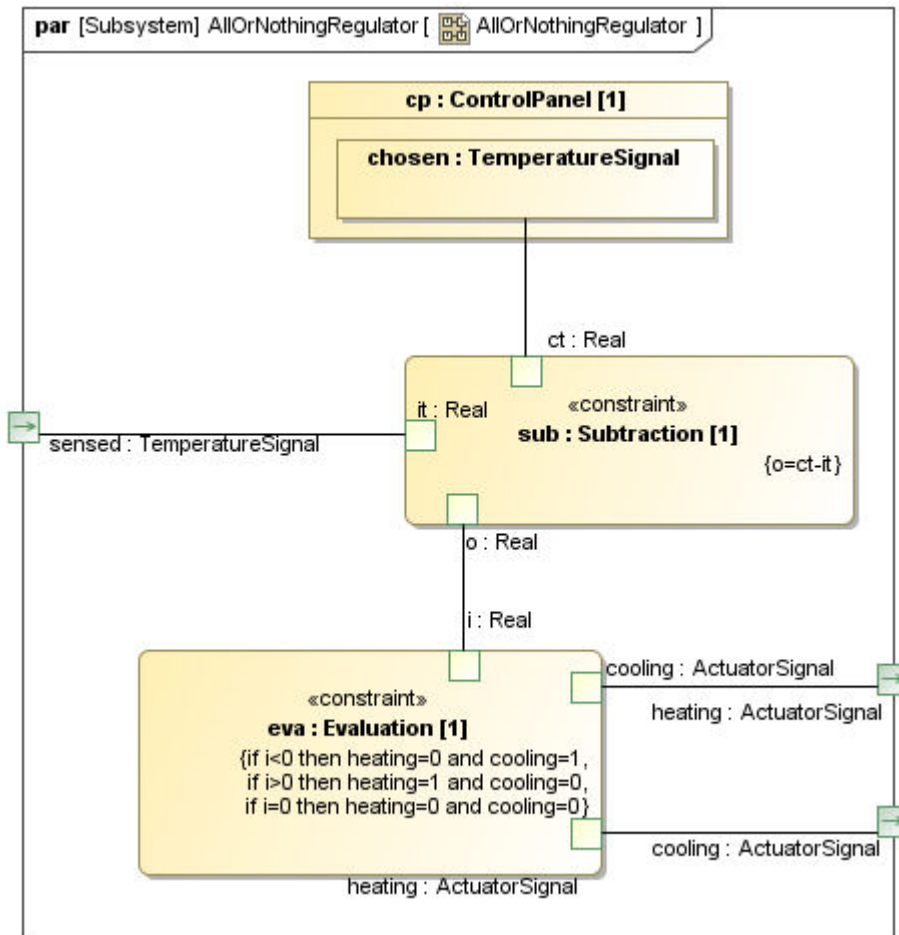 par [Subsystem] AllOrNothingRegulator [ AllOrNothingRegulator ]
cp : ControlPanel [1]
chosen : TemperatureSignal
ct : Real
it : Real
«constraint»
sub : Subtraction [1]
{o=ct-it}
sensed : TemperatureSignal
o : Real
i : Real
cooling : ActuatorSignal
heating : ActuatorSignal
«constraint»
eva : Evaluation [1]
{if i<0 then heating=0 and cooling=1,
if i>0 then heating=1 and cooling=0,
if i=0 then heating=0 and cooling=0}
cooling : ActuatorSignal
heating : ActuatorSignal